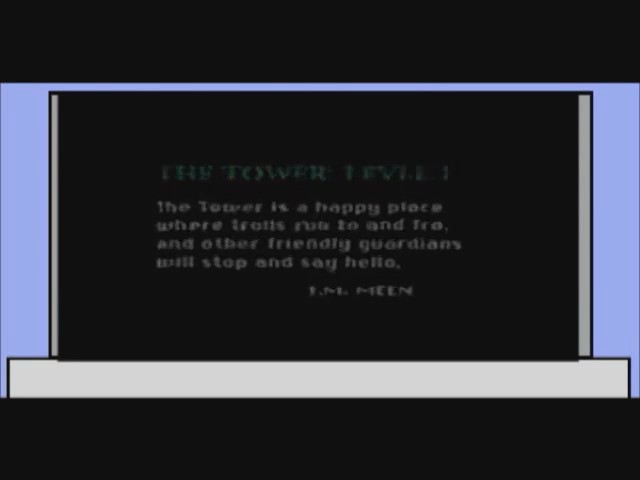 THE TOWER: LEVEL 1
The Tower is a happy place
where trolls run to and fro,
and other friendly guardians
will stop and say hello.
I.M. MEEN